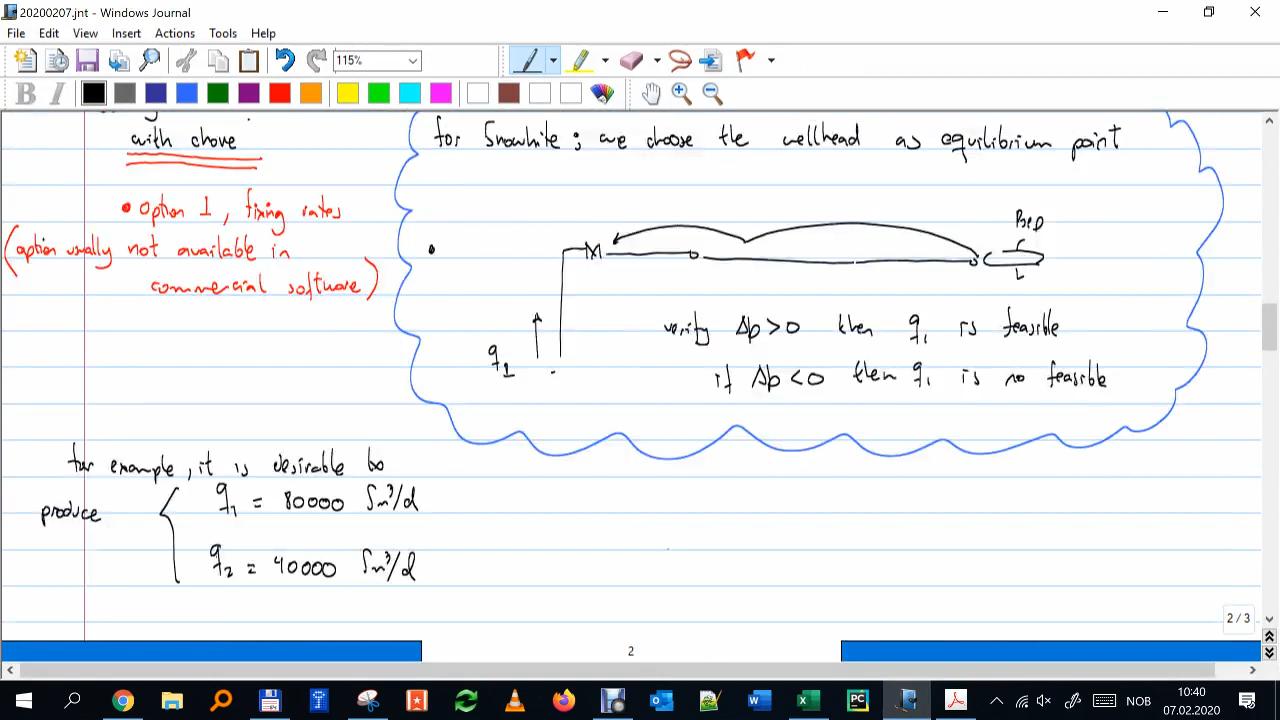 20200207.jnt - Windows Journal
File Edit View Insert Actions Tools Help
115%
B I
with chove
• Option 1, fixing rates
(option usually not available in
commercial software)
for Snowhite; we choose the wellhead as equilibrium point
•
q1
verify Δp>0 then q1 is feasible
if Δp<0 then q1 is no feasible
for example, it is desirable to
produce
q1 = 80000 Sm³/d
q2 = 40000 Sm³/d
2 / 3
2
NOB
10:40
07.02.2020